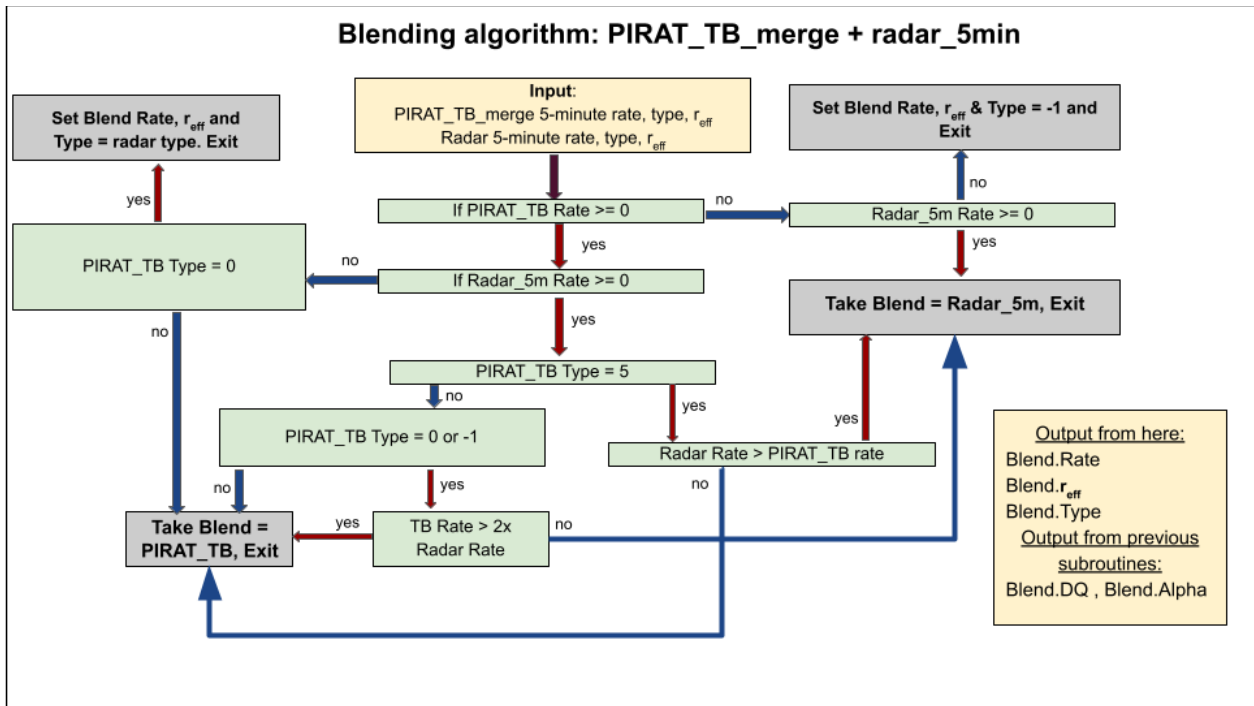 Blending algorithm: PIRAT_TB_merge + radar_5min
Set Blend Rate, reff and
Type = radar type. Exit
Input:
PIRAT_TB_merge 5-minute rate, type, reff
Radar 5-minute rate, type, reff
Set Blend Rate, reff & Type = -1 and
Exit
yes
no
no
If PIRAT_TB Rate >= 0
Radar_5m Rate >= 0
yes
yes
PIRAT_TB Type = 0
no
If Radar_5m Rate >= 0
Take Blend = Radar_5m, Exit
no
yes
PIRAT_TB Type = 5
no
yes
yes
PIRAT_TB Type = 0 or -1
Radar Rate > PIRAT_TB rate
no
yes
no
Take Blend =
PIRAT_TB, Exit
yes
TB Rate > 2x
Radar Rate
no
Output from here:
Blend.Rate
Blend.reff
Blend.Type
Output from previous
subroutines:
Blend.DQ , Blend.Alpha